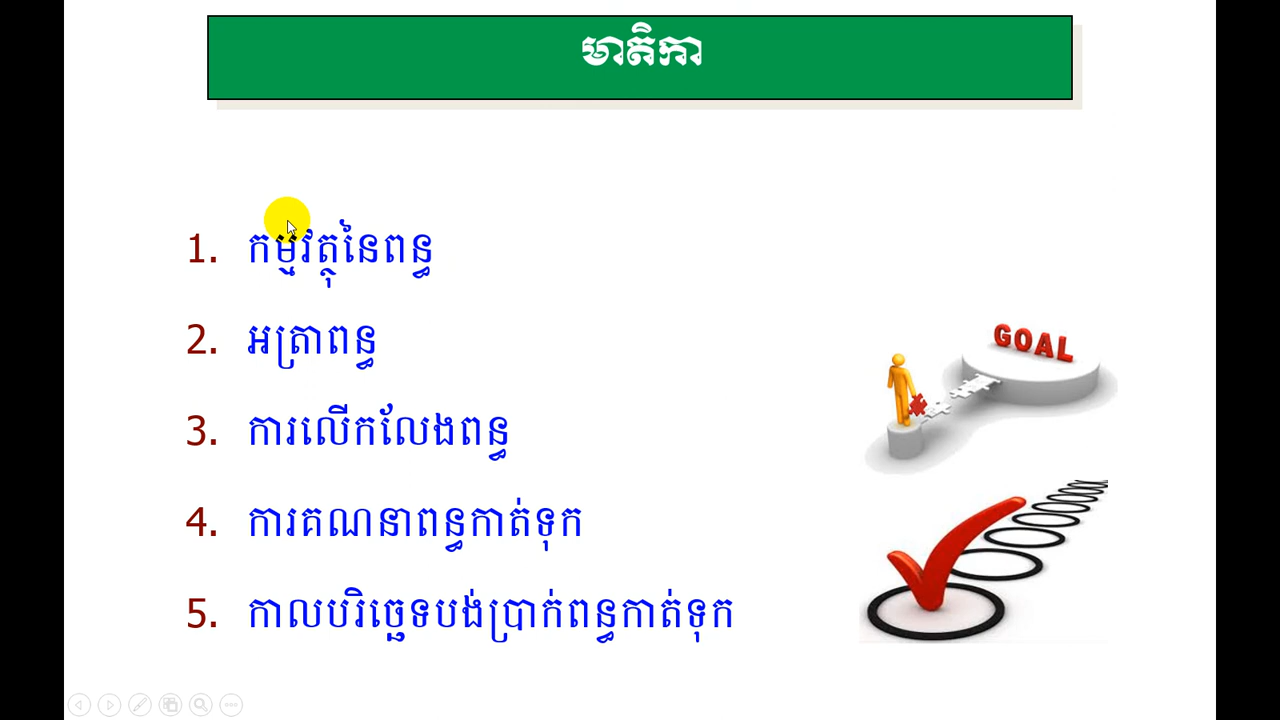 មាតិកា
1. កម្មវត្ថុនៃពន្ធ
2. អត្រាពន្ធ
3. ការលើកលែងពន្ធ
4. ការគណនាពន្ធកាត់ទុក
5. កាលបរិច្ឆេទបង់ប្រាក់ពន្ធកាត់ទុក
GOAL